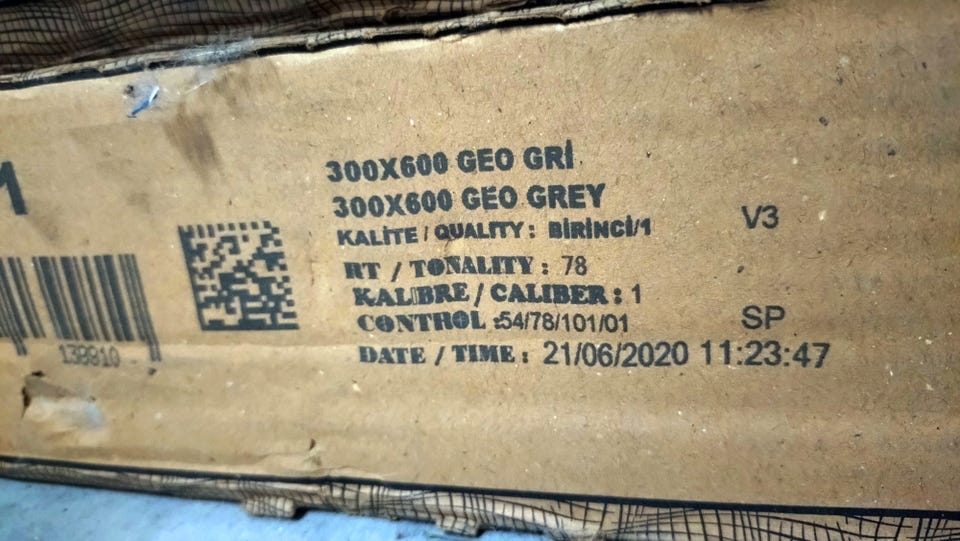 1
300X600 GEO GRİ
300X600 GEO GREY
V3
KALİTE / QUALITY : BİRİNCİ/1
RT / TONALITY : 78
KALIBRE / CALIBER : 1
CONTROL :54/78/101/01
SP
DATE / TIME : 21/06/2020 11:23:47